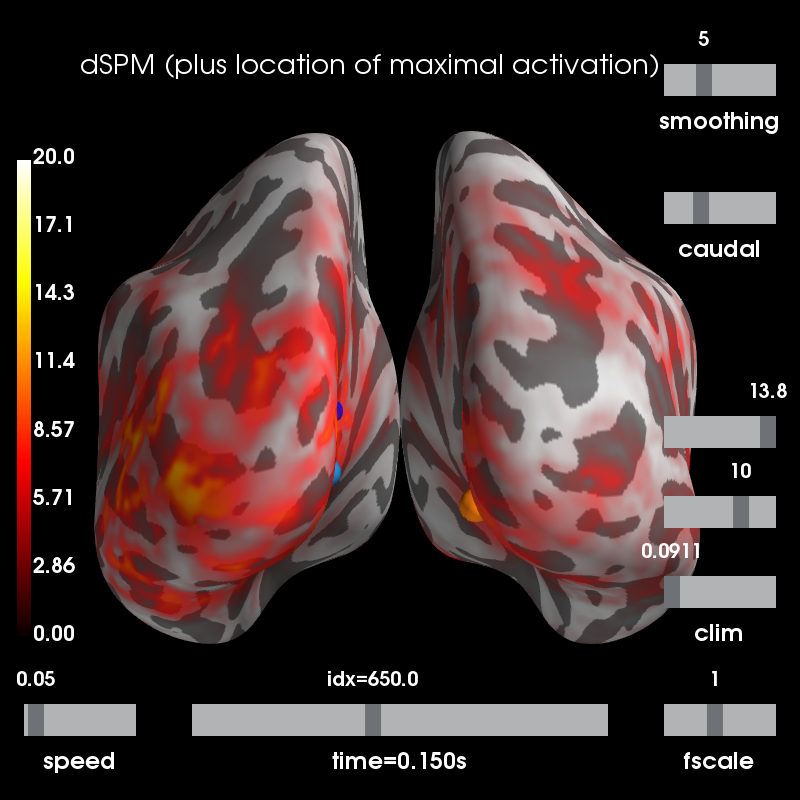 dSPM (plus location of maximal activation)
5
smoothing
caudal
20.0
17.1
14.3
11.4
8.57
5.71
2.86
0.00
13.8
10
0.0911
clim
0.05
speed
idx=650.0
time=0.150s
1
fscale